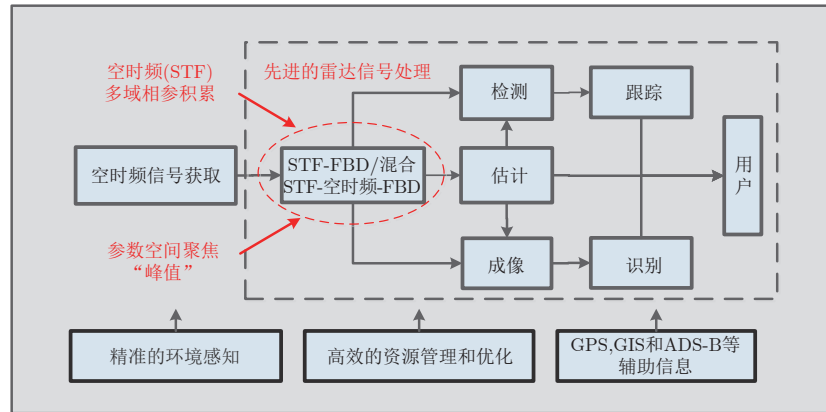 空时频(STF)
多域相参积累
先进的雷达信号处理
检测
跟踪
空时频信号获取
STF-FBD/混合
STF-空时频-FBD
估计
用户
参数空间聚焦
“峰值”
成像
识别
精准的环境感知
高效的资源管理和优化
GPS,GIS和ADS-B等
辅助信息